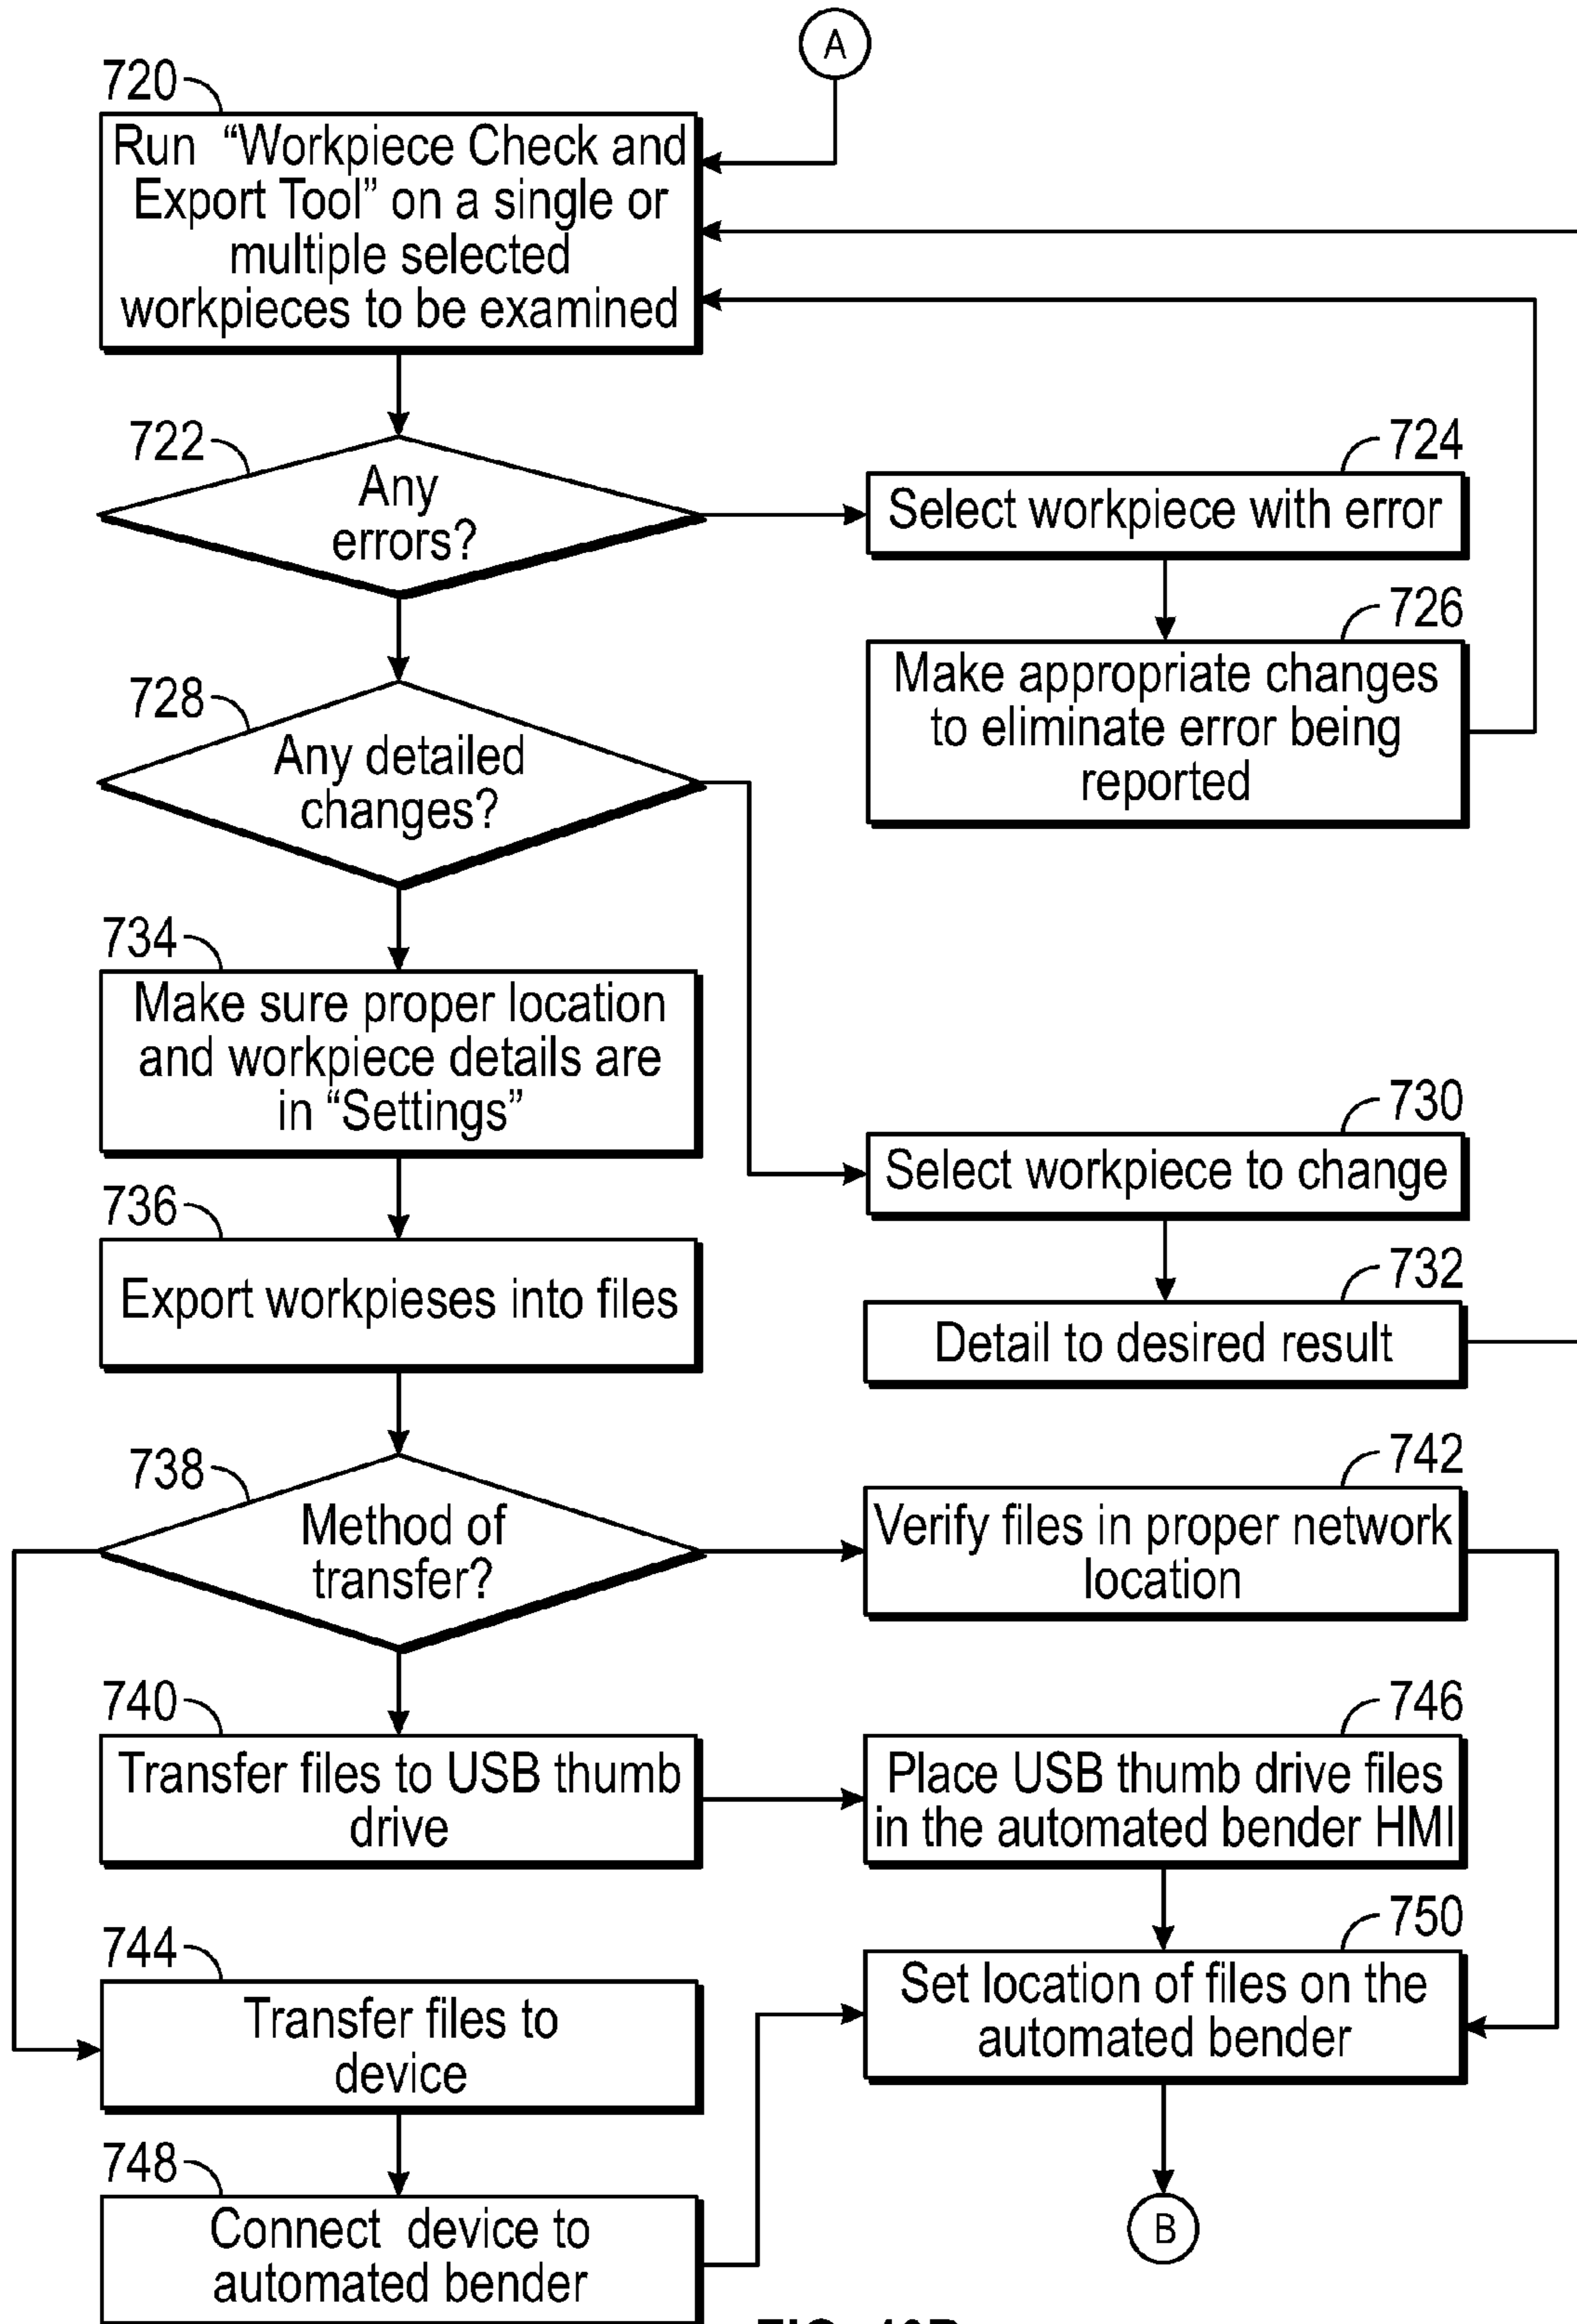 A
720
Run “Workpiece Check and
Export Tool” on a single or
multiple selected
workpieces to be examined
722
Any
errors?
724
Select workpiece with error
726
Make appropriate changes
to eliminate error being
reported
728
Any detailed
changes?
734
Make sure proper location
and workpiece details are
in “Settings”
730
Select workpiece to change
736
Export workpieses into files
732
Detail to desired result
738
Method of
transfer?
742
Verify files in proper network
location
740
Transfer files to USB thumb
drive
746
Place USB thumb drive files
in the automated bender HMI
744
Transfer files to
device
750
Set location of files on the
automated bender
748
Connect device to
automated bender
B